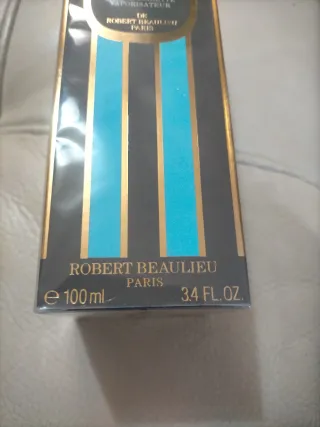 VAPORISATEUR
DE
ROBERT BEAULIEU
PARIS
ROBERT BEAULIEU
PARIS
e 100 ml
3.4 FL. OZ.